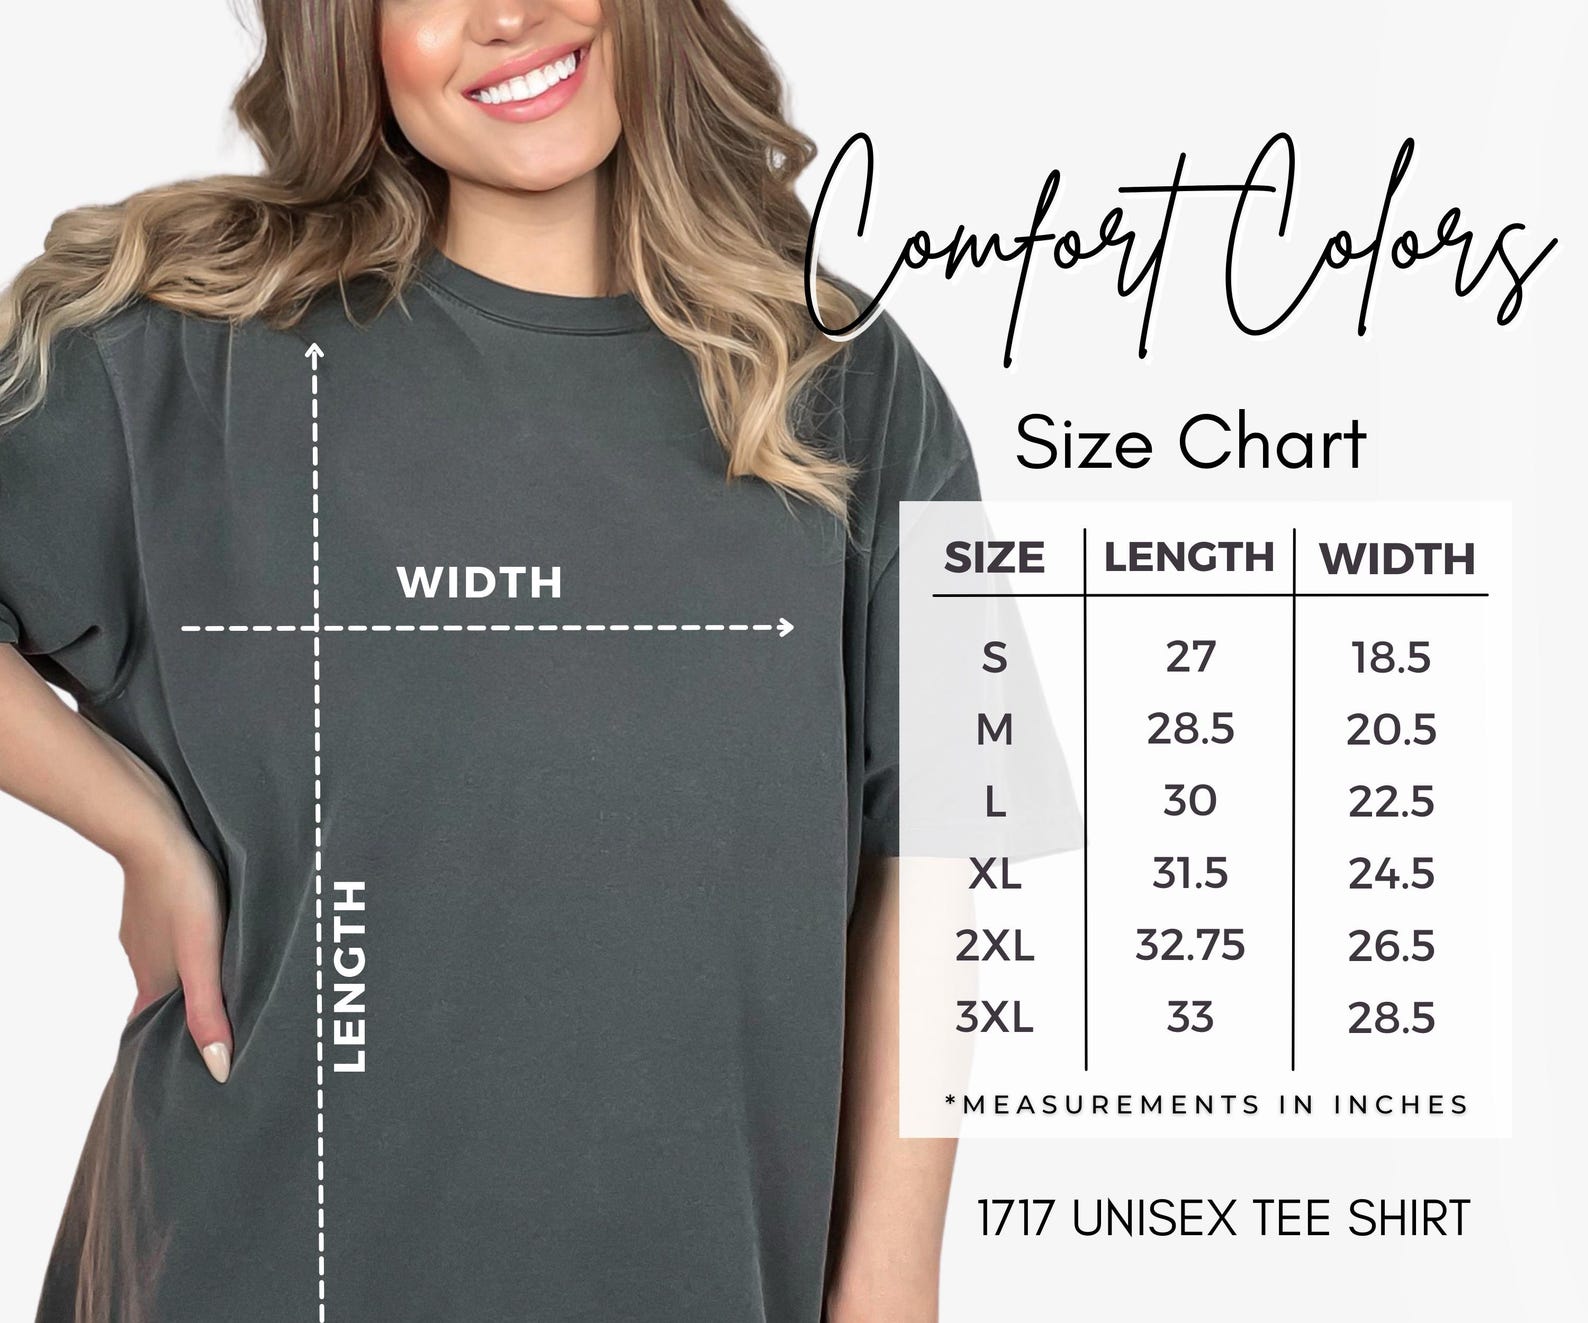 Comfort Colors
Size Chart
SIZE LENGTH WIDTH
S 27 18.5
M 28.5 20.5
L 30 22.5
XL 31.5 24.5
2XL 32.75 26.5
3XL 33 28.5
*MEASUREMENTS IN INCHES
1717 UNISEX TEE SHIRT
WIDTH
LENGTH